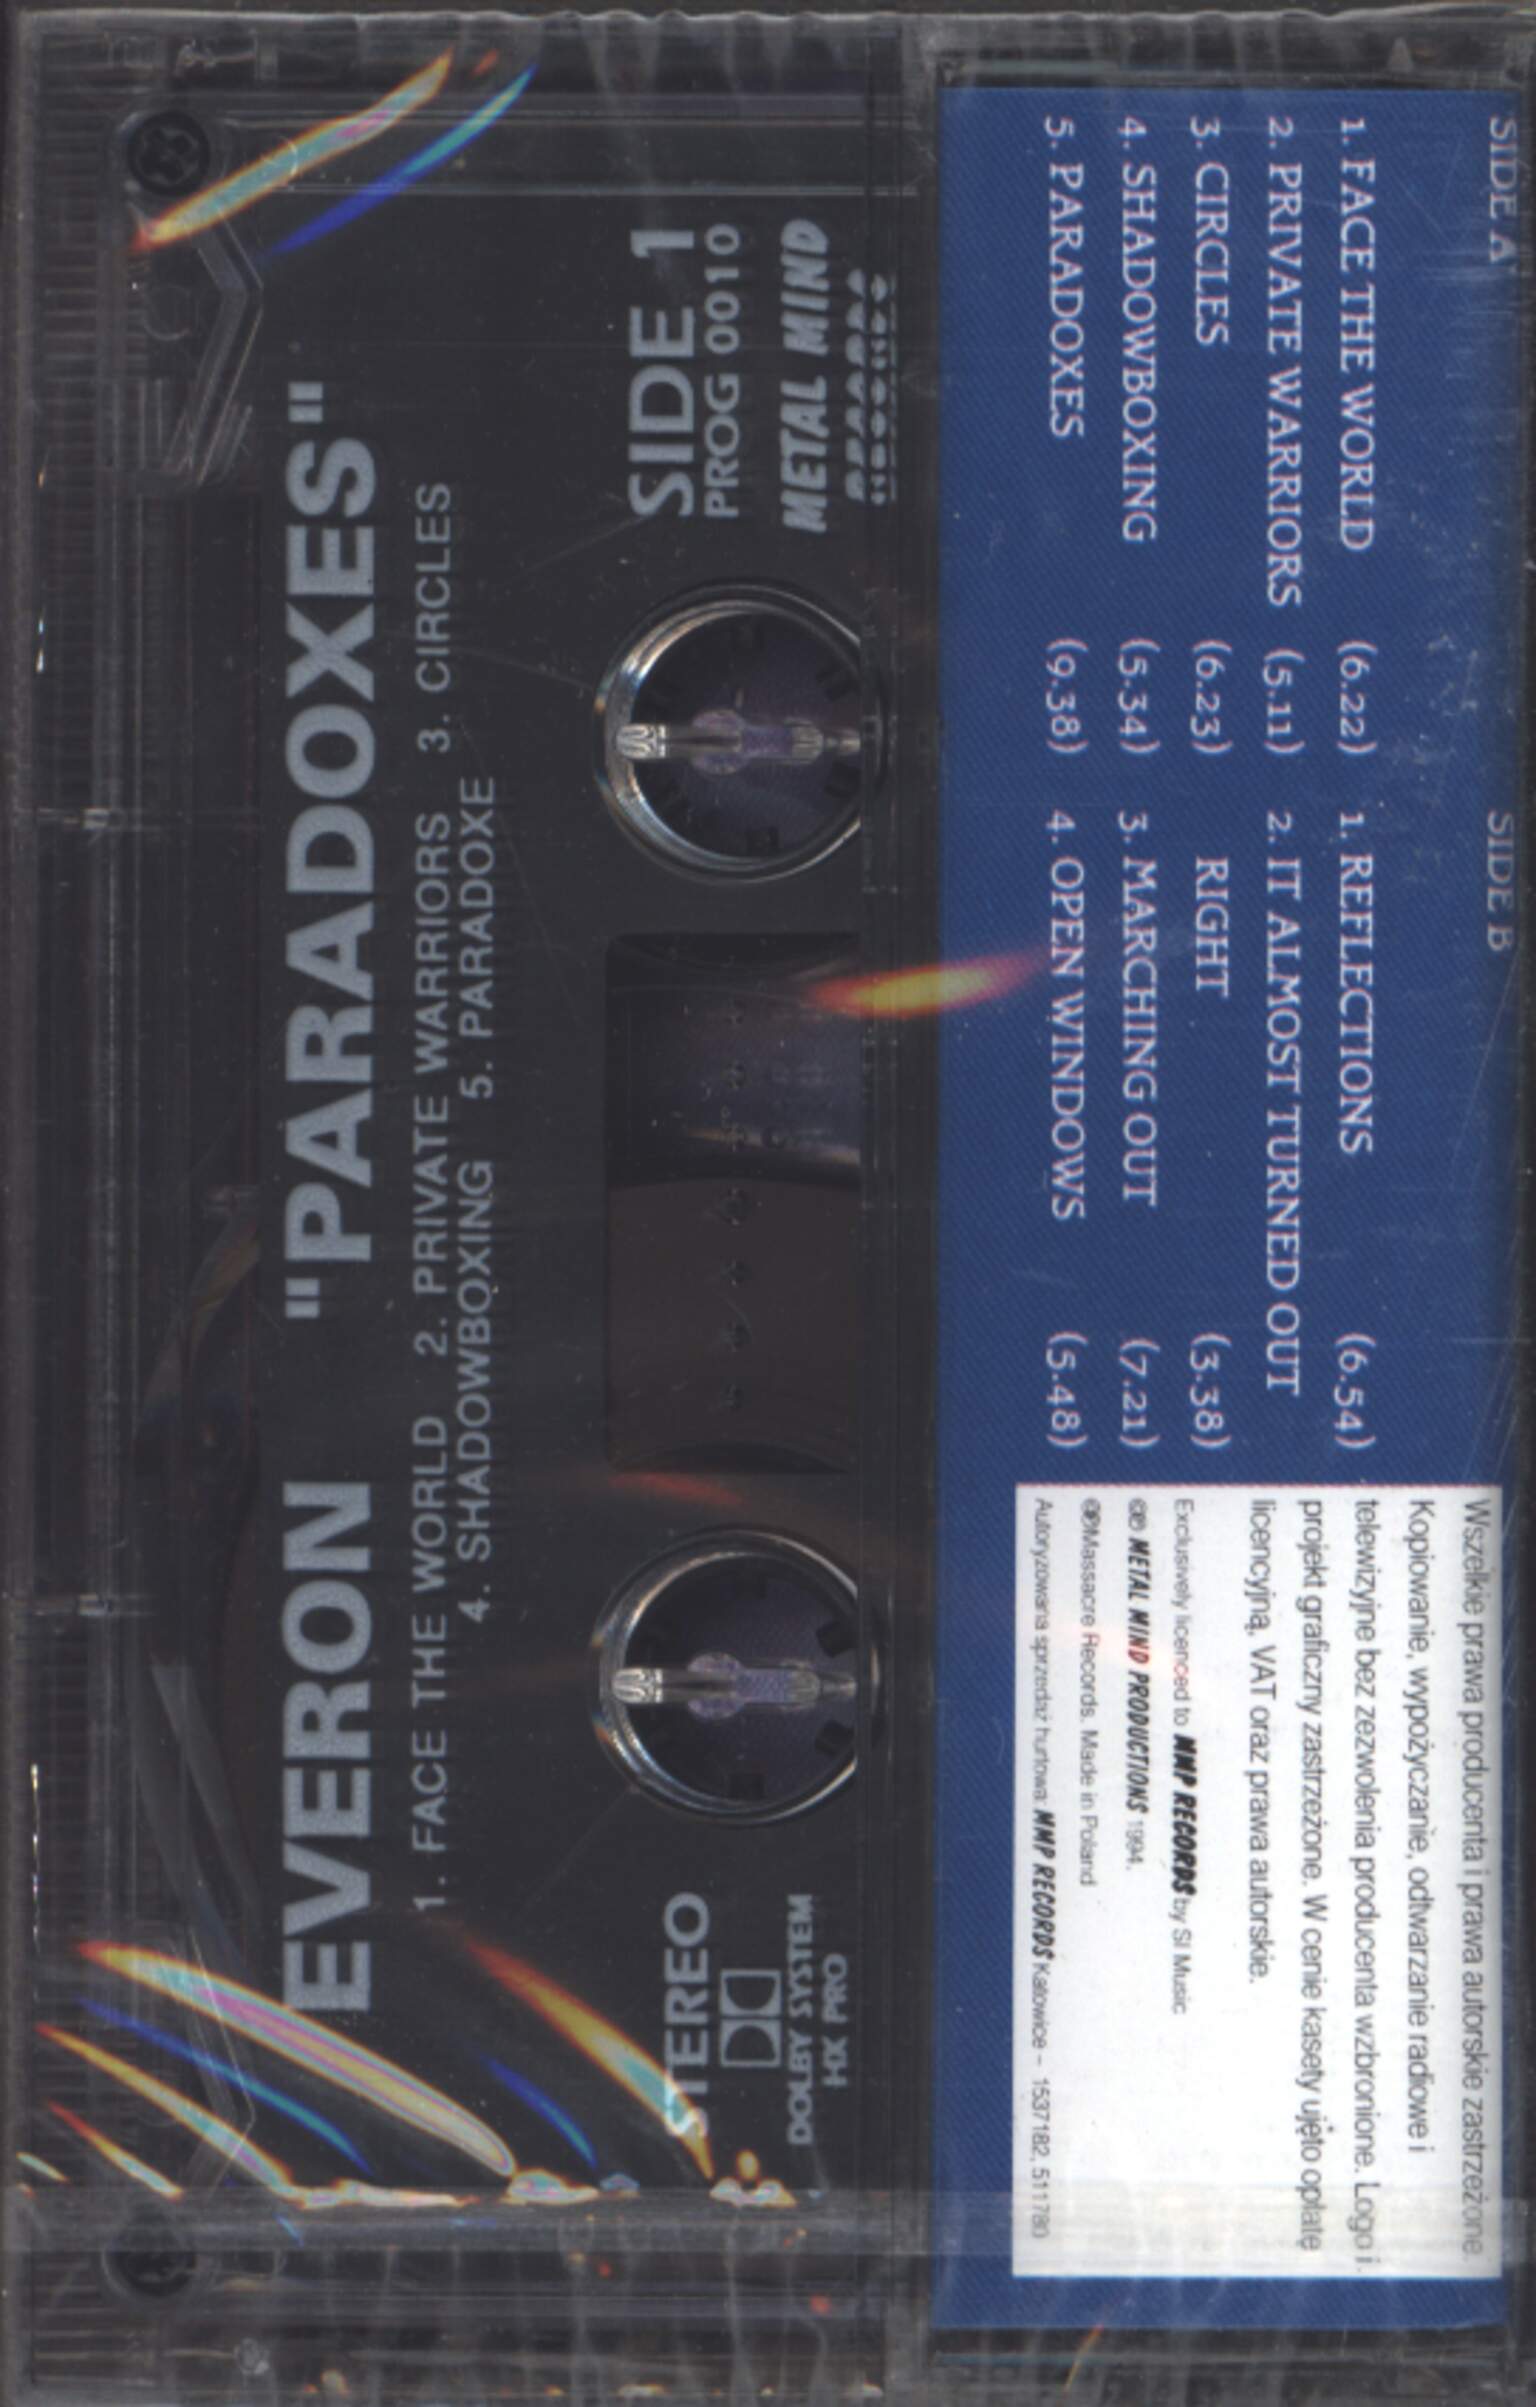 SIDE A
1. FACE THE WORLD (6.22)
2. PRIVATE WARRIORS (5.11)
3. CIRCLES (6.23)
4. SHADOWBOXING (5.34)
5. PARADOXES (9.38)
SIDE B
1. REFLECTIONS (6.54)
2. IT ALMOST TURNED OUT
RIGHT (3.38)
3. MARCHING OUT (7.21)
4. OPEN WINDOWS (5.48)
Wszelkie prawa producenta i prawa autorskie zastrzeżone.
Kopiowanie, wypożyczanie, odtwarzanie radiowe i
telewizyjne bez zezwolenia producenta wzbronione. Logo i
projekt graficzny zastrzeżone. W cenie kasety ujęto opłatę
licencyjną, VAT oraz prawa autorskie.
Exclusively licenced to MMP RECORDS by SI Music
©℗ METAL MIND PRODUCTIONS 1994.
©℗Massacre Records. Made in Poland
Autoryzowana sprzedaż hurtowa: MMP RECORDS Katowice - 1537182, 511780
METAL MIND
PROG 0010
SIDE 1
STEREO
DOLBY SYSTEM
HX PRO
EVERON "PARADOXES"
1. FACE THE WORLD 2. PRIVATE WARRIORS 3. CIRCLES
4. SHADOWBOXING 5. PARADOXE